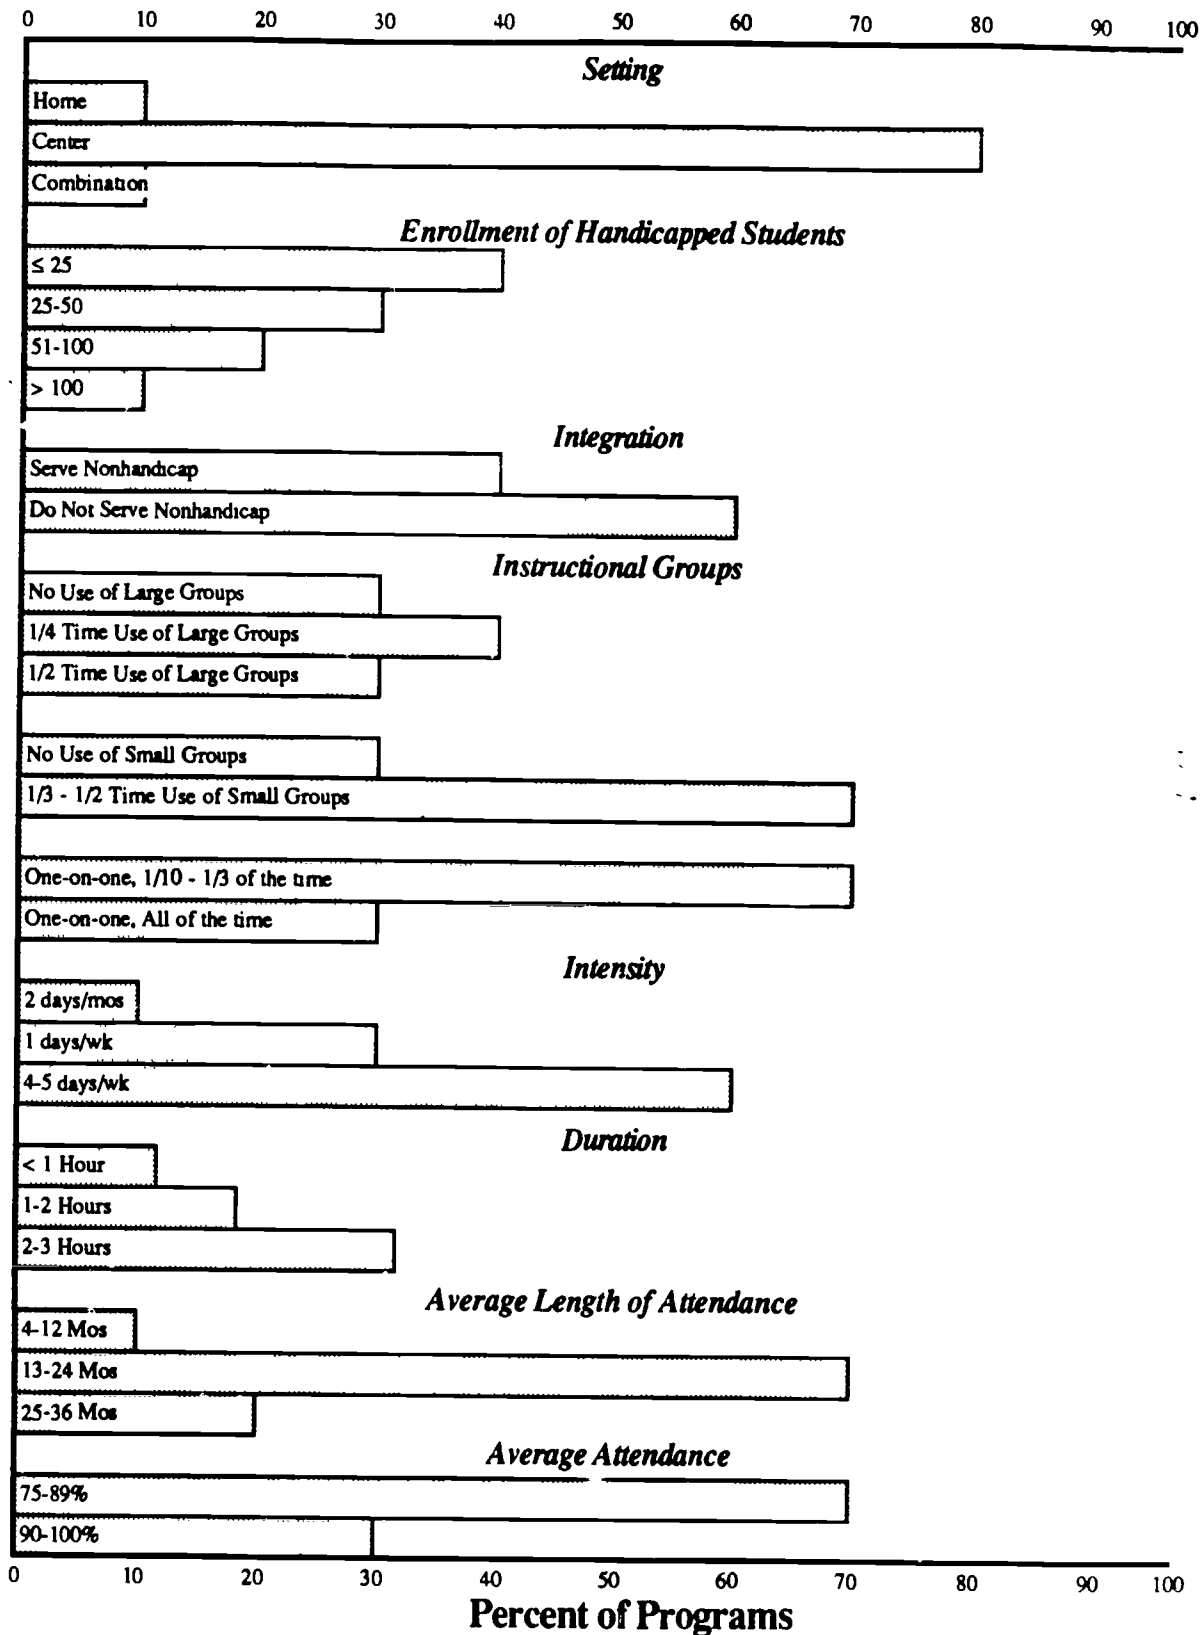 0 10 20 30 40 50 60 70 80 90 100
Setting
Home
Center
Combination
Enrollment of Handicapped Students
≤ 25
25-50
51-100
> 100
Integration
Serve Nonhandicap
Do Not Serve Nonhandicap
Instructional Groups
No Use of Large Groups
1/4 Time Use of Large Groups
1/2 Time Use of Large Groups
No Use of Small Groups
1/3 - 1/2 Time Use of Small Groups
One-on-one, 1/10 - 1/3 of the time
One-on-one, All of the time
Intensity
2 days/mos
1 days/wk
4-5 days/wk
Duration
< 1 Hour
1-2 Hours
2-3 Hours
Average Length of Attendance
4-12 Mos
13-24 Mos
25-36 Mos
Average Attendance
75-89%
90-100%
0 10 20 30 40 50 60 70 80 90 100
Percent of Programs